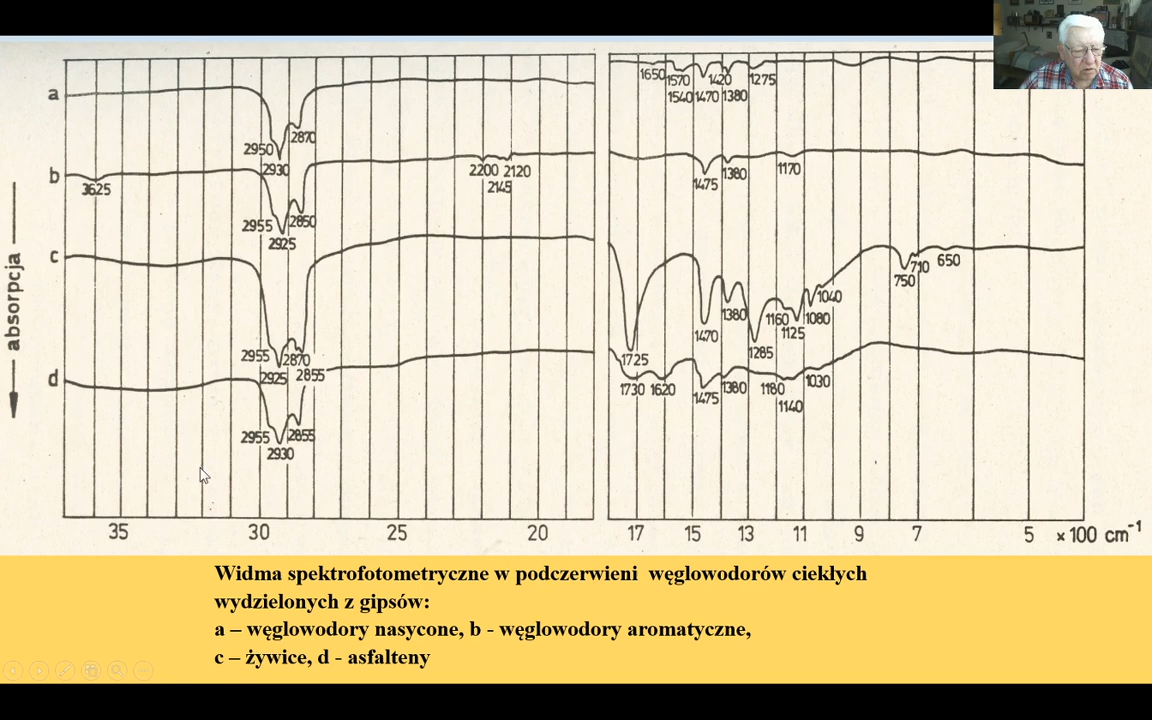 1650 1570 1420 1275
1540 1470 1380
a
2950 2870
2930
b
3625
2200 2120
2145
1475 1380 1170
2955 2850
2925
c
1725
1470
1380
1285
1160
1125
1080
1040
750
710
650
2955 2870
2925 2855
d
1730 1620 1475 1380 1180 1030
1140
2955 2855
2930
absorpcja
35 30 25 20 17 15 13 11 9 7 5 ×100 cm⁻¹
Widma spektrofotometryczne w podczerwieni węglowodorów ciekłych
wydzielonych z gipsów:
a – węglowodory nasycone, b - węglowodory aromatyczne,
c – żywice, d - asfalteny